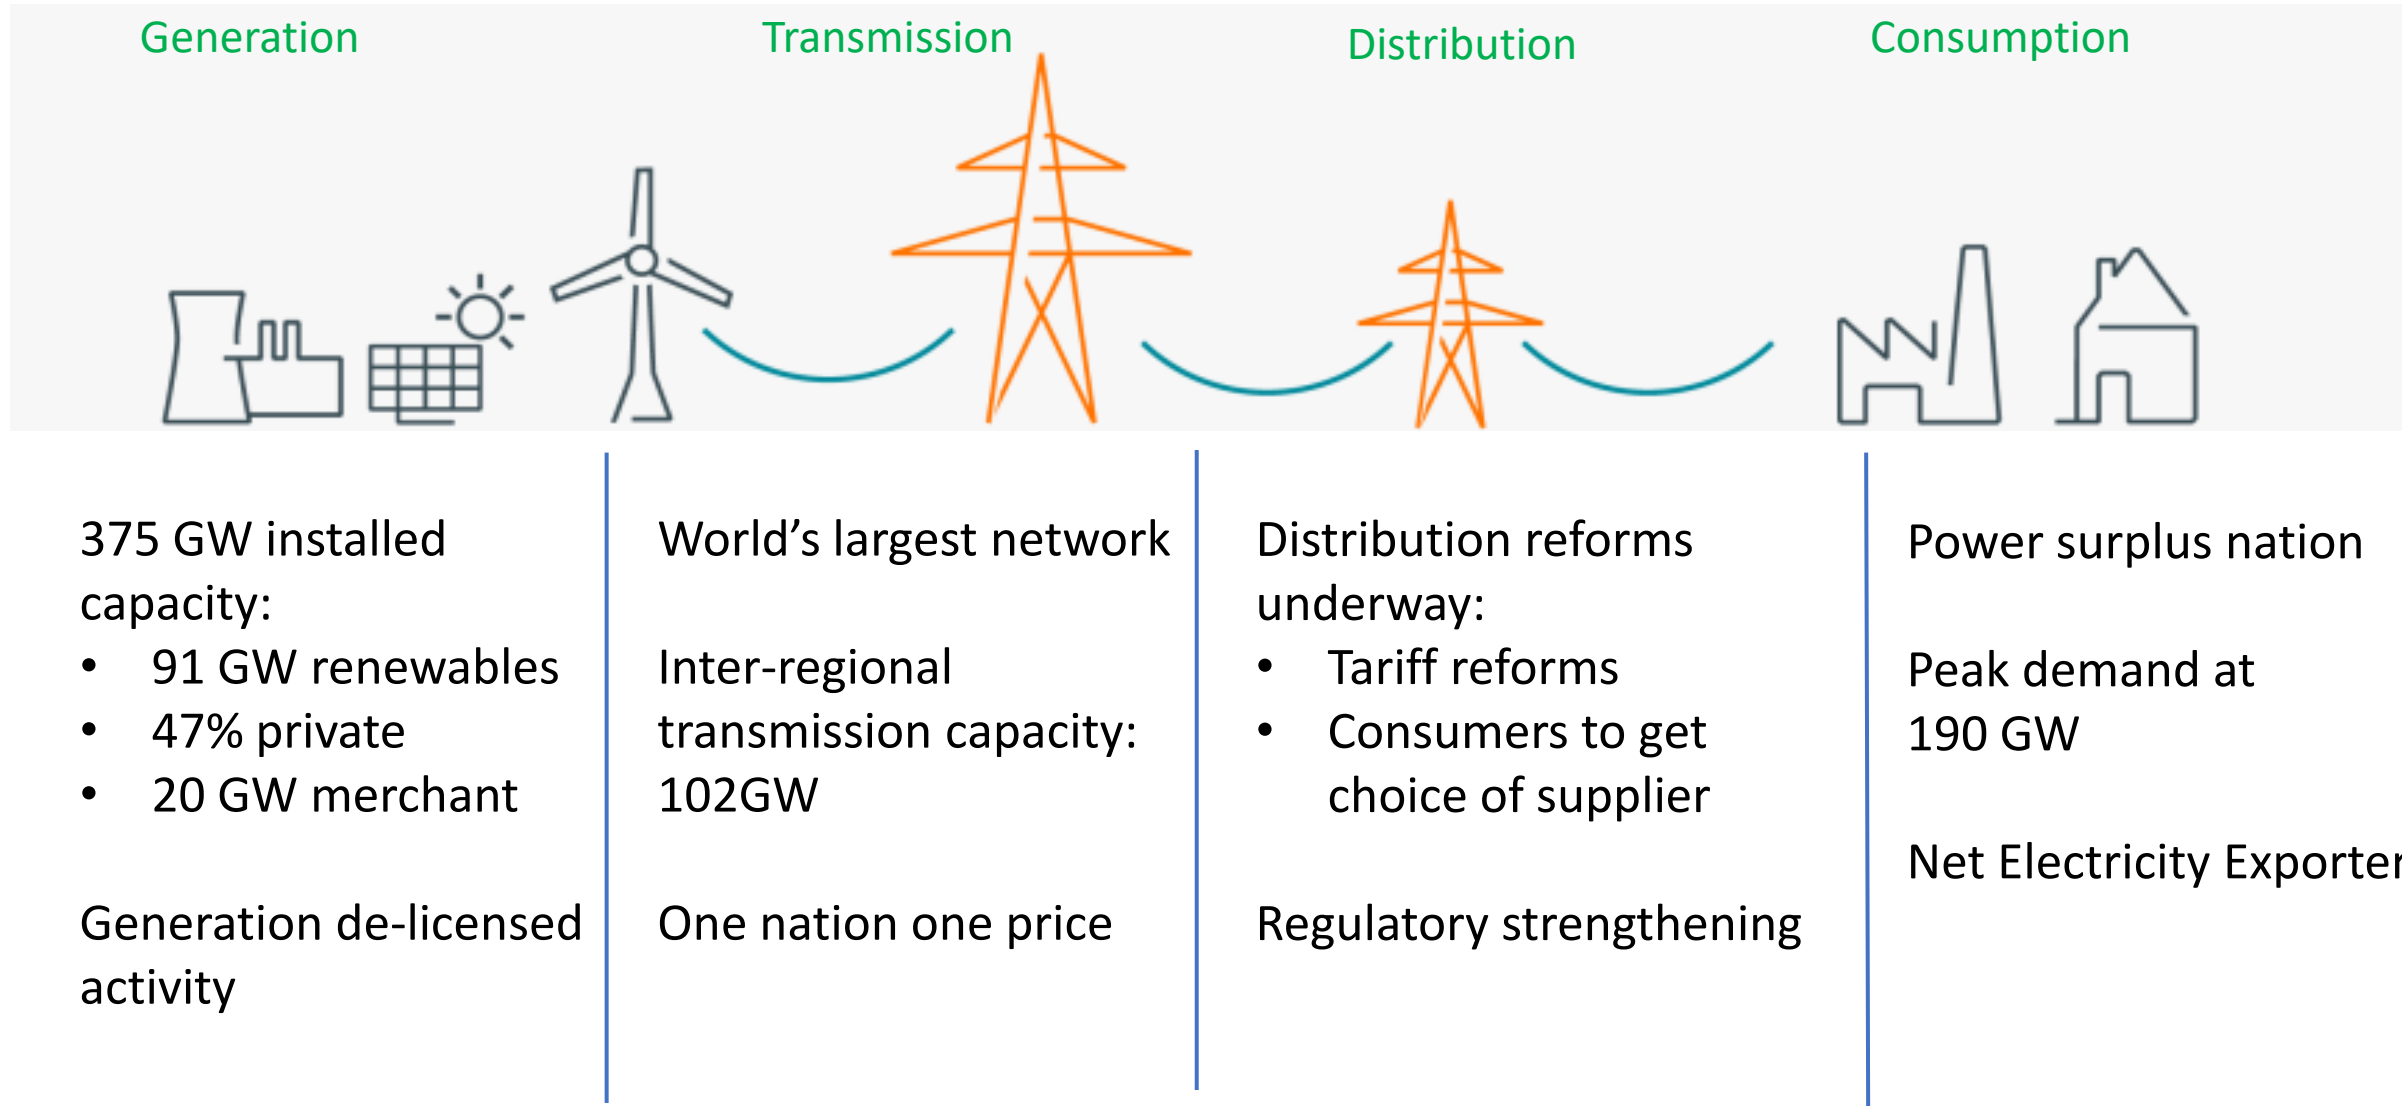 Generation
Transmission
Distribution
Consumption
375 GW installed
capacity:
• 91 GW renewables
• 47% private
• 20 GW merchant
Generation de-licensed
activity
World’s largest network
Inter-regional
transmission capacity:
102GW
One nation one price
Distribution reforms
underway:
• Tariff reforms
• Consumers to get
choice of supplier
Regulatory strengthening
Power surplus nation
Peak demand at
190 GW
Net Electricity Exporter